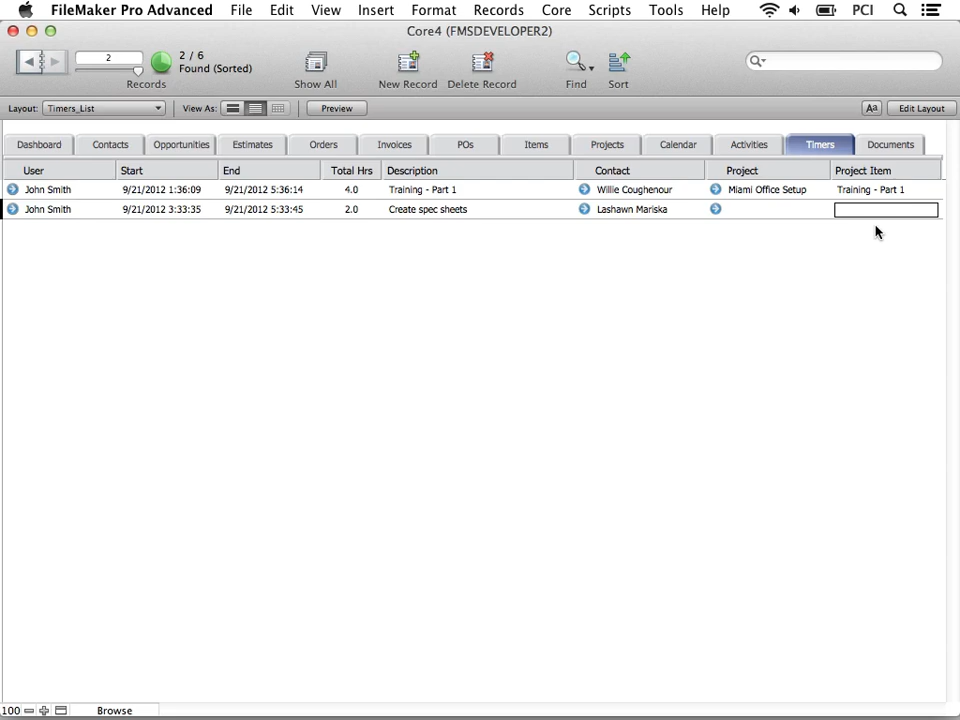 FileMaker Pro Advanced File Edit View Insert Format Records Core Scripts Tools Help PCI
Core4 (FMSDEVELOPER2)
2
2 / 6
Found (Sorted)
Records Show All New Record Delete Record Find Sort
Layout: Timers_List View As: Preview Aa Edit Layout
Dashboard Contacts Opportunities Estimates Orders Invoices POs Items Projects Calendar Activities Timers Documents
User Start End Total Hrs Description Contact Project Project Item
John Smith 9/21/2012 1:36:09 9/21/2012 5:36:14 4.0 Training - Part 1 Willie Coughenour Miami Office Setup Training - Part 1
John Smith 9/21/2012 3:33:35 9/21/2012 5:33:45 2.0 Create spec sheets Lashawn Mariska
100 Browse